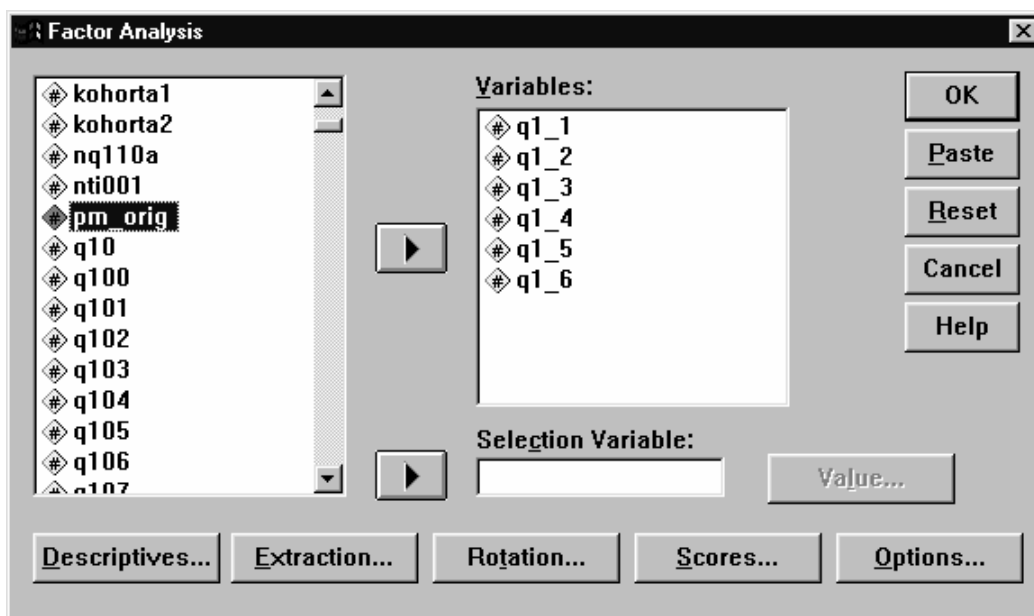 Factor Analysis
kohorta1
kohorta2
nq110a
nti001
pm_orig
q10
q100
q101
q102
q103
q104
q105
q106
q107
Variables:
q1_1
q1_2
q1_3
q1_4
q1_5
q1_6
Selection Variable:
Value...
OK
Paste
Reset
Cancel
Help
Descriptives... Extraction... Rotation... Scores... Options...